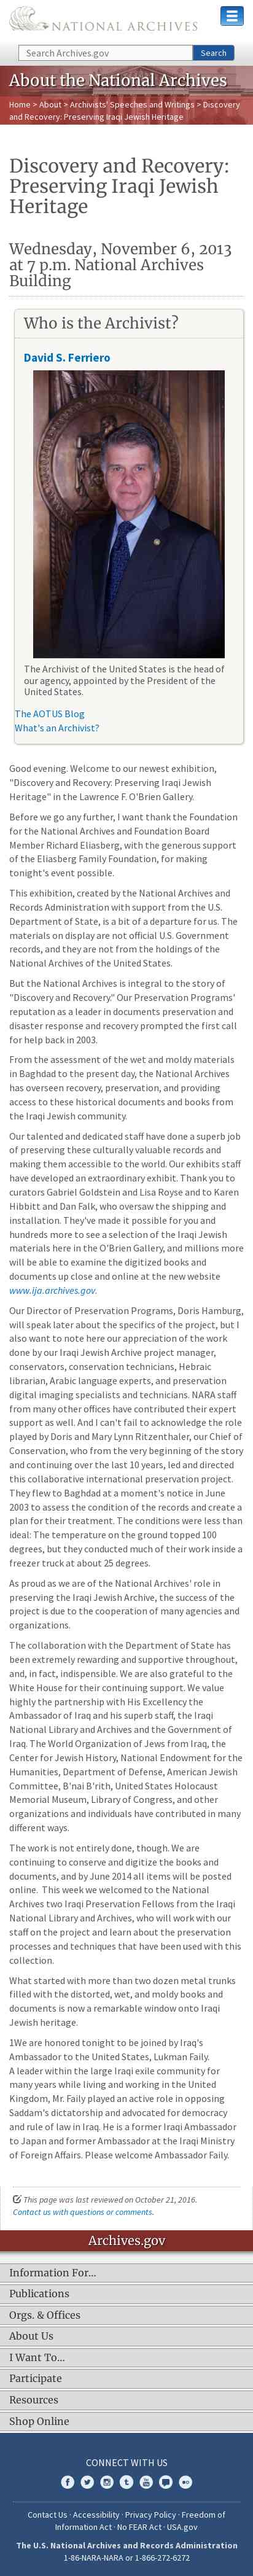 NATIONAL ARCHIVES
Search Archives.gov
Search
About the National Archives
Home > About > Archivists' Speeches and Writings > Discovery
and Recovery: Preserving Iraqi Jewish Heritage
Discovery and Recovery:
Preserving Iraqi Jewish
Heritage
Wednesday, November 6, 2013
at 7 p.m. National Archives
Building
Who is the Archivist?
David S. Ferriero
The Archivist of the United States is the head of
our agency, appointed by the President of the
United States.
The AOTUS Blog
What's an Archivist?
Good evening. Welcome to our newest exhibition,
"Discovery and Recovery: Preserving Iraqi Jewish
Heritage" in the Lawrence F. O'Brien Gallery.
Before we go any further, I want thank the Foundation
for the National Archives and Foundation Board
Member Richard Eliasberg, with the generous support
of the Eliasberg Family Foundation, for making
tonight's event possible.
This exhibition, created by the National Archives and
Records Administration with support from the U.S.
Department of State, is a bit of a departure for us. The
materials on display are not official U.S. Government
records, and they are not from the holdings of the
National Archives of the United States.
But the National Archives is integral to the story of
"Discovery and Recovery." Our Preservation Programs'
reputation as a leader in document preservation and
disaster response and recovery prompted the first call
for help back in 2003.
From the assessment of the wet and moldy materials
in Baghdad to the present day, the National Archives
has overseen recovery, preservation, and providing
access to these historical documents and books from
the Iraqi Jewish community.
Our talented and dedicated staff have done a superb job
of preserving these culturally valuable records and
making them accessible to the world. Our exhibits staff
have developed an extraordinary exhibit. Thank you to
curators Gabriel Goldstein and Lisa Royse and to Karen
Hibbitt and Dan Falk, who oversaw the shipping and
installation. They've made it possible for you and
hundreds more to see a selection of the Iraqi Jewish
materials here in the O'Brien Gallery, and millions more
will be able to examine the digitized books and
documents up close and online at the new website
www.ija.archives.gov.
Our Director of Preservation Programs, Doris Hamburg,
will speak later about the specifics of the project, but I
also want to note here our appreciation of the work
done by our Iraqi Jewish Archive project manager,
conservators, conservation technicians, Hebraic
librarian, Arabic language experts, and preservation
digital imaging specialists and technicians. NARA staff
from many other offices have contributed their expert
support as well. And I can't fail to acknowledge the role
played by Doris and Mary Lynn Ritzenthaler, our Chief of
Conservation, who from the very beginning of the story
and continuing over the last 10 years, led and directed
this collaborative international preservation project.
They flew to Baghdad at a moment's notice in June
2003 to assess the condition of the records and create a
plan for their treatment. The conditions were less than
ideal: The temperature on the ground topped 100
degrees, but they conducted much of their work inside a
freezer truck at about 25 degrees.
As proud as we are of the National Archives' role in
preserving the Iraqi Jewish Archive, the success of the
project is due to the cooperation of many agencies and
organizations.
The collaboration with the Department of State has
been extremely rewarding and supportive throughout,
and, in fact, indispensible. We are also grateful to the
White House for their continuing support. We value
highly the partnership with His Excellency the
Ambassador of Iraq and his superb staff, the Iraqi
National Library and Archives and the Government of
Iraq. The World Organization of Jews from Iraq, the
Center for Jewish History, National Endowment for the
Humanities, Department of Defense, American Jewish
Committee, B'nai B'rith, United States Holocaust
Memorial Museum, Library of Congress, and other
organizations and individuals have contributed in many
different ways.
The work is not entirely done, though. We are
continuing to conserve and digitize the books and
documents, and by June 2014 all items will be posted
online. This week we welcomed to the National
Archives two Iraqi Preservation Fellows from the Iraqi
National Library and Archives, who will work with our
staff on the project and learn about the preservation
processes and techniques that have been used with this
collection.
What started with more than two dozen metal trunks
filled with the distorted, wet, and moldy books and
documents is now a remarkable window onto Iraqi
Jewish heritage.
1We are honored tonight to be joined by Iraq's
Ambassador to the United States, Lukman Faily.
A leader within the large Iraqi exile community for
many years while living and working in the United
Kingdom, Mr. Faily played an active role in opposing
Saddam's dictatorship and advocated for democracy
and rule of law in Iraq. He is a former Iraqi Ambassador
to Japan and former Ambassador at the Iraqi Ministry
of Foreign Affairs. Please welcome Ambassador Faily.
This page was last reviewed on October 21, 2016.
Contact us with questions or comments.
Archives.gov
Information For…
Publications
Orgs. & Offices
About Us
I Want To…
Participate
Resources
Shop Online
CONNECT WITH US
Contact Us · Accessibility · Privacy Policy · Freedom of
Information Act · No FEAR Act · USA.gov
The U.S. National Archives and Records Administration
1-86-NARA-NARA or 1-866-272-6272